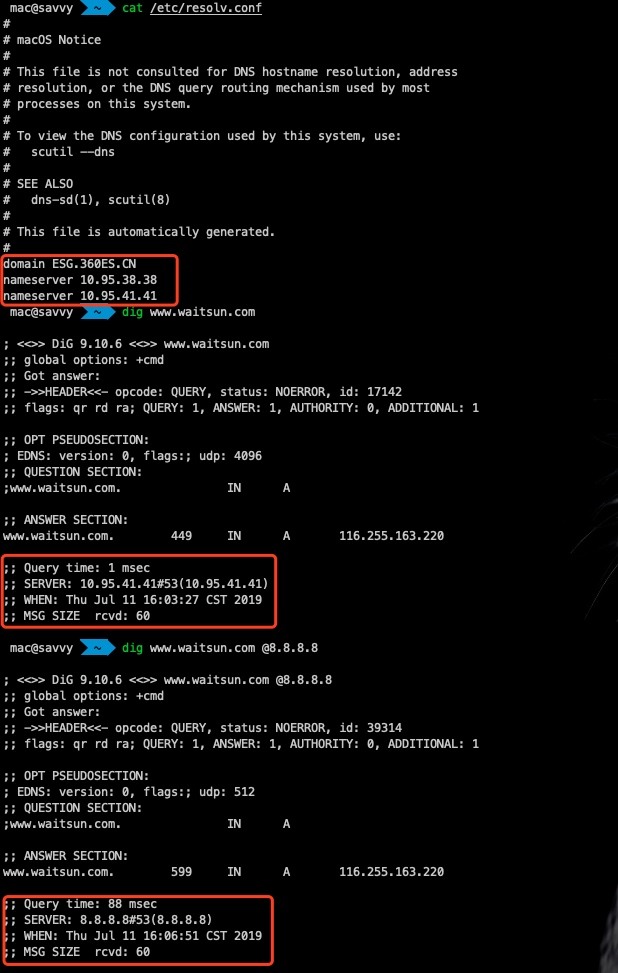 mac@savvy ~ cat /etc/resolv.conf
#
# macOS Notice
#
# This file is not consulted for DNS hostname resolution, address
# resolution, or the DNS query routing mechanism used by most
# processes on this system.
#
# To view the DNS configuration used by this system, use:
#   scutil --dns
#
# SEE ALSO
#   dns-sd(1), scutil(8)
#
# This file is automatically generated.
#
domain ESG.360ES.CN
nameserver 10.95.38.38
nameserver 10.95.41.41
mac@savvy ~ dig www.waitsun.com

; <<>> DiG 9.10.6 <<>> www.waitsun.com
;; global options: +cmd
;; Got answer:
;; ->>HEADER<<- opcode: QUERY, status: NOERROR, id: 17142
;; flags: qr rd ra; QUERY: 1, ANSWER: 1, AUTHORITY: 0, ADDITIONAL: 1

;; OPT PSEUDOSECTION:
; EDNS: version: 0, flags:; udp: 4096
;; QUESTION SECTION:
;www.waitsun.com.		IN	A

;; ANSWER SECTION:
www.waitsun.com.	449	IN	A	116.255.163.220

;; Query time: 1 msec
;; SERVER: 10.95.41.41#53(10.95.41.41)
;; WHEN: Thu Jul 11 16:03:27 CST 2019
;; MSG SIZE  rcvd: 60

mac@savvy ~ dig www.waitsun.com @8.8.8.8

; <<>> DiG 9.10.6 <<>> www.waitsun.com @8.8.8.8
;; global options: +cmd
;; Got answer:
;; ->>HEADER<<- opcode: QUERY, status: NOERROR, id: 39314
;; flags: qr rd ra; QUERY: 1, ANSWER: 1, AUTHORITY: 0, ADDITIONAL: 1

;; OPT PSEUDOSECTION:
; EDNS: version: 0, flags:; udp: 512
;; QUESTION SECTION:
;www.waitsun.com.		IN	A

;; ANSWER SECTION:
www.waitsun.com.	599	IN	A	116.255.163.220

;; Query time: 88 msec
;; SERVER: 8.8.8.8#53(8.8.8.8)
;; WHEN: Thu Jul 11 16:06:51 CST 2019
;; MSG SIZE  rcvd: 60